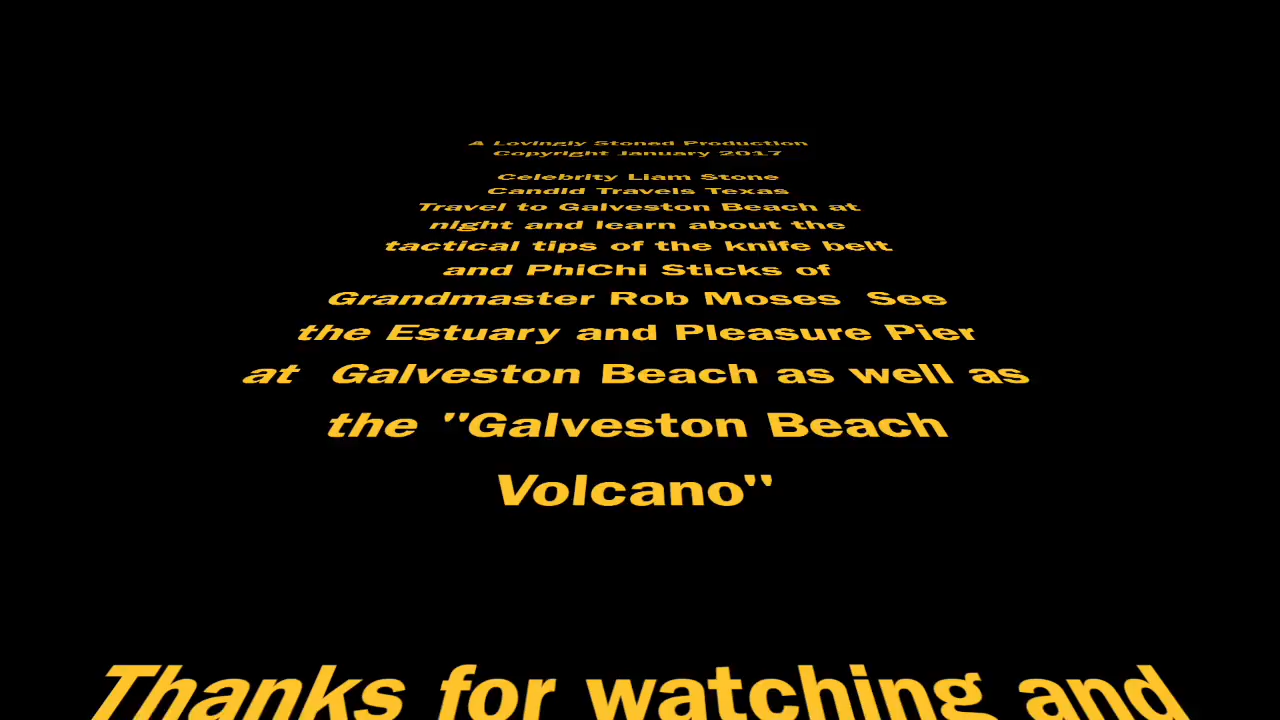 A Lovingly Stoned Production
Copyright January 2017
Celebrity Liam Stone
Candid Travels Texas
Travel to Galveston Beach at
night and learn about the
tactical tips of the knife belt
and PhiChi Sticks of
Grandmaster Rob Moses  See
the Estuary and Pleasure Pier
at  Galveston Beach as well as
the "Galveston Beach
Volcano"
Thanks for watching and